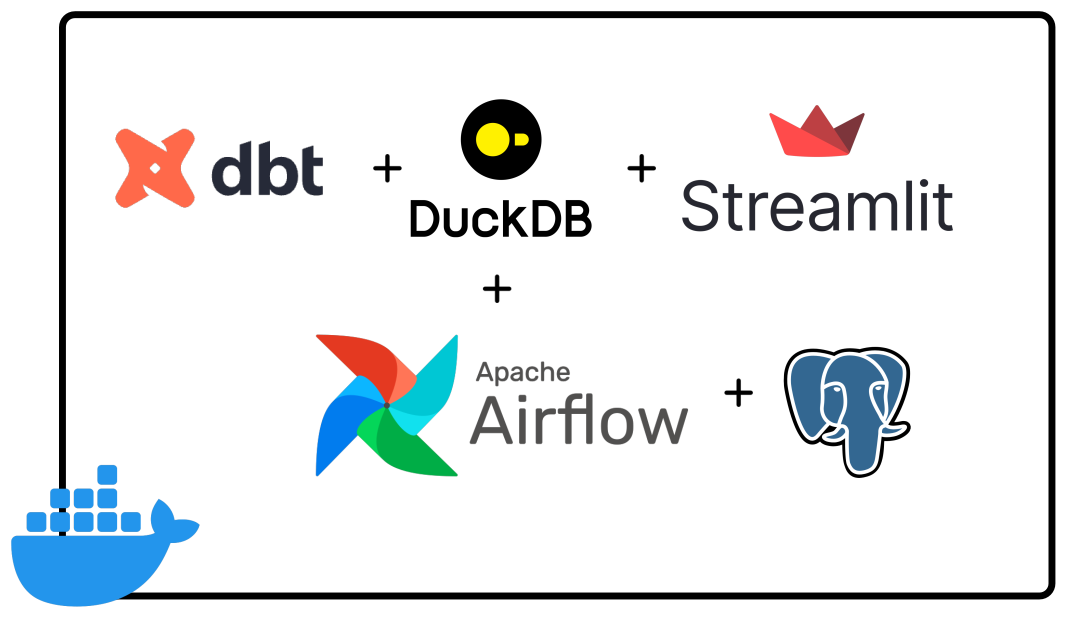 dbt
+
DuckDB
+
Streamlit
+
Apache
Airflow
+